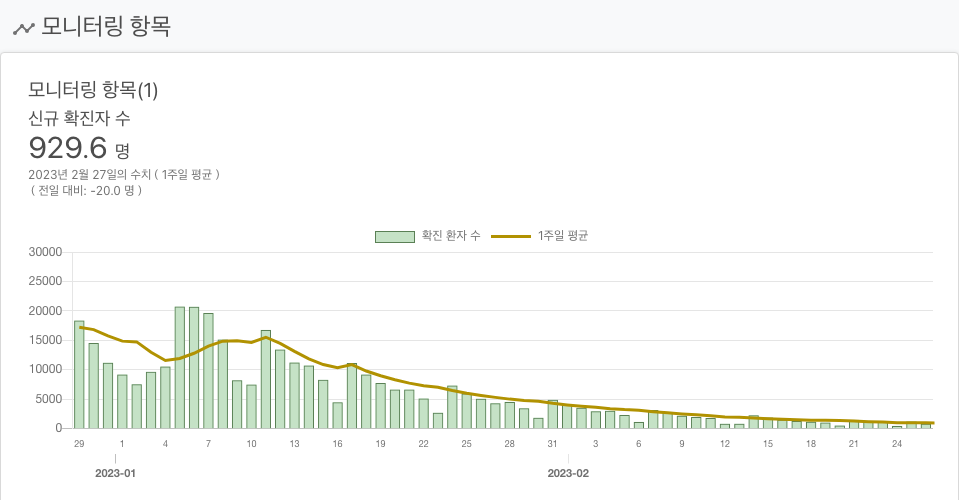 모니터링 항목
모니터링 항목(1)
신규 확진자 수
929.6 명
2023년 2월 27일의 수치 ( 1주일 평균 )
( 전일 대비: -20.0 명 )
확진 환자 수 1주일 평균
30000
25000
20000
15000
10000
5000
0
29 1 4 7 10 13 16 19 22 25 28 31 3 6 9 12 15 18 21 24
2023-01 2023-02